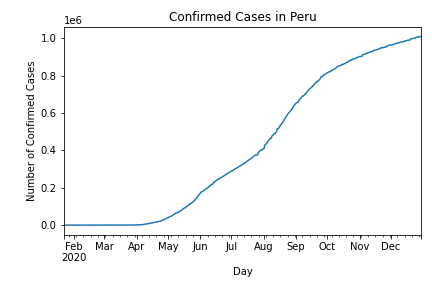 Confirmed Cases in Peru
1e6
1.0
0.8
0.6
0.4
0.2
0.0
Number of Confirmed Cases
Feb Mar Apr May Jun Jul Aug Sep Oct Nov Dec
2020
Day